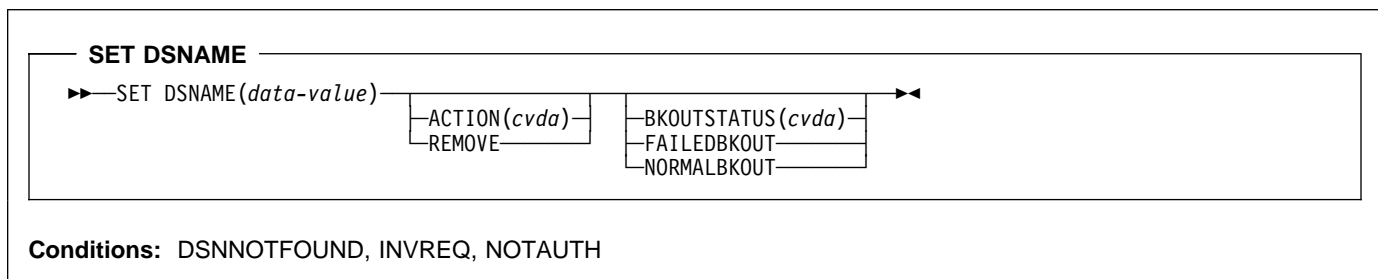 SET DSNAME
SET DSNAME(data-value)
ACTION(cvda) BKOUTSTATUS(cvda)
REMOVE FAILEDBKOUT
NORMALBKOUT
Conditions: DSNNOTFOUND, INVREQ, NOTAUTH